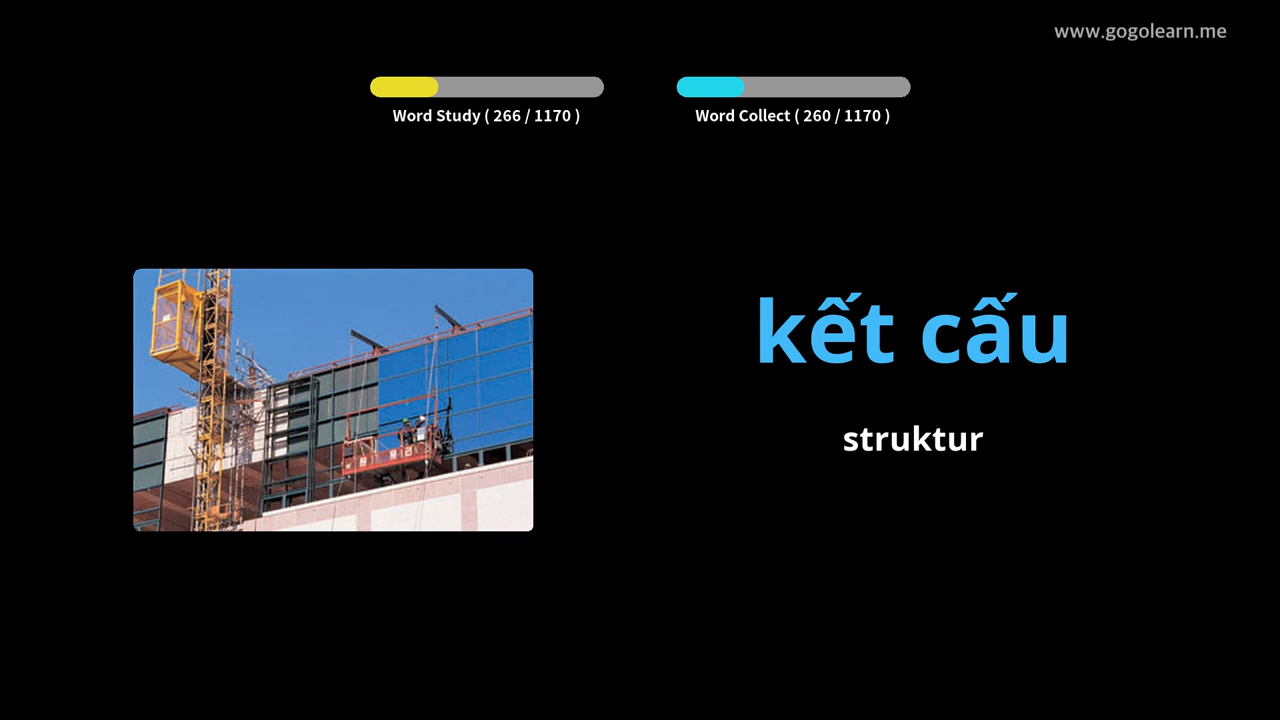 www.gogolearn.me
Word Study ( 266 / 1170 )
Word Collect ( 260 / 1170 )
kết cấu
struktur